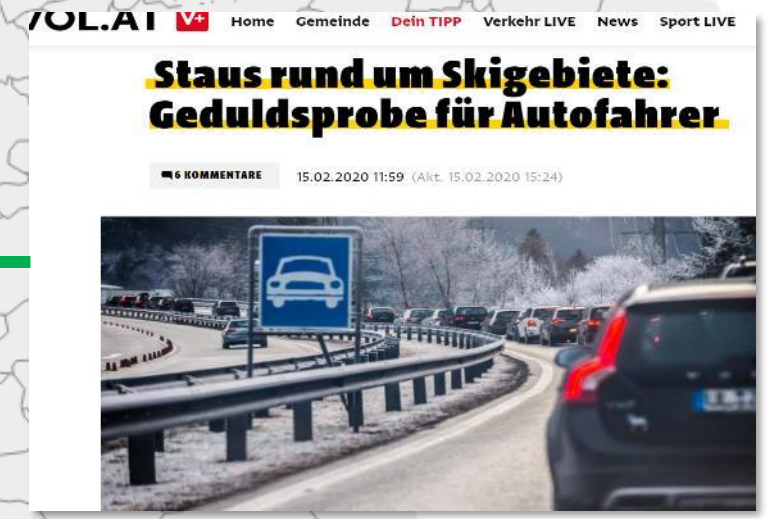 VOL.AT V+ Home Gemeinde Dein TIPP Verkehr LIVE News Sport LIVE
Staus rund um Skigebiete:
Geduldsprobe für Autofahrer
6 KOMMENTARE 15.02.2020 11:59 (Akt. 15.02.2020 15:24)